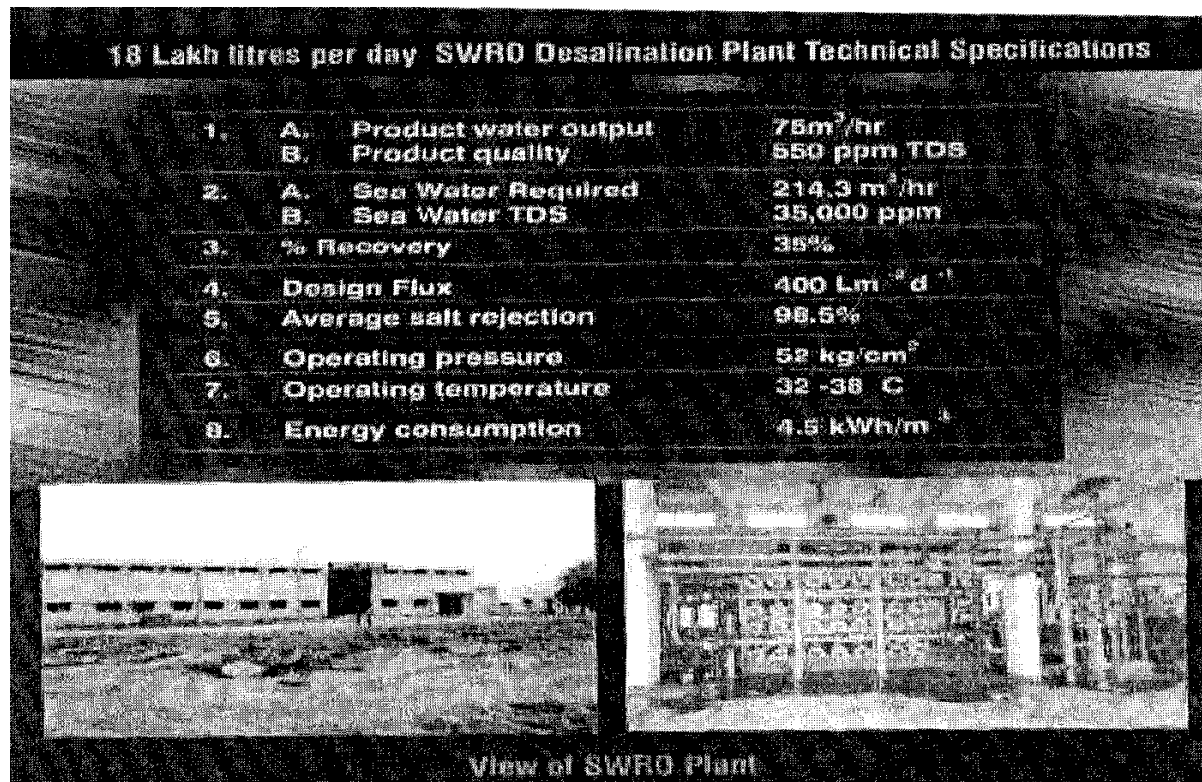 18 Lakh litres per day SWRO Desalination Plant Technical Specifications
1. A. Product water output 75m³/hr
B. Product quality 550 ppm TDS
2. A. Sea Water Required 214.3 m³/hr
B. Sea Water TDS 35,000 ppm
3. % Recovery 35%
4. Design Flux 400 Lm⁻²d⁻¹
5. Average salt rejection 98.5%
6. Operating pressure 52 kg/cm²
7. Operating temperature 32 -38 C
8. Energy consumption 4.5 kWh/m³
View of SWRO Plant